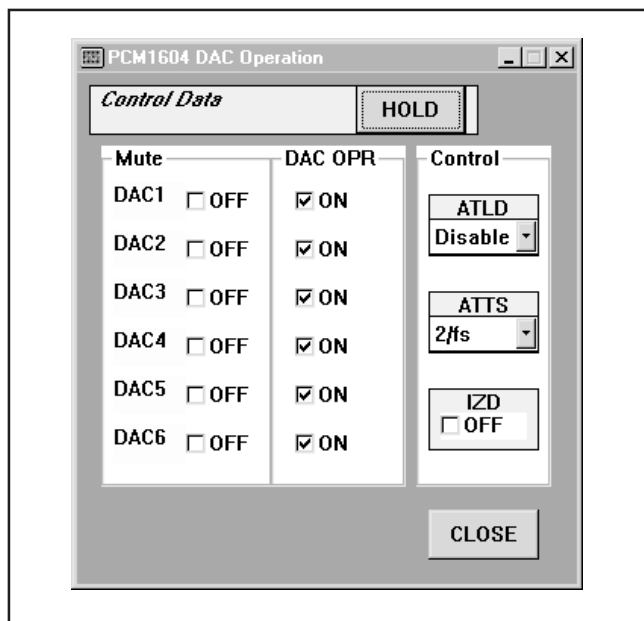 PCM1604 DAC Operation
Control Data HOLD
Mute DAC OPR Control
DAC1 OFF ON
ATLD
Disable
DAC2 OFF ON
DAC3 OFF ON
ATTS
2/fs
DAC4 OFF ON
DAC5 OFF ON
IZD
OFF
DAC6 OFF ON
CLOSE